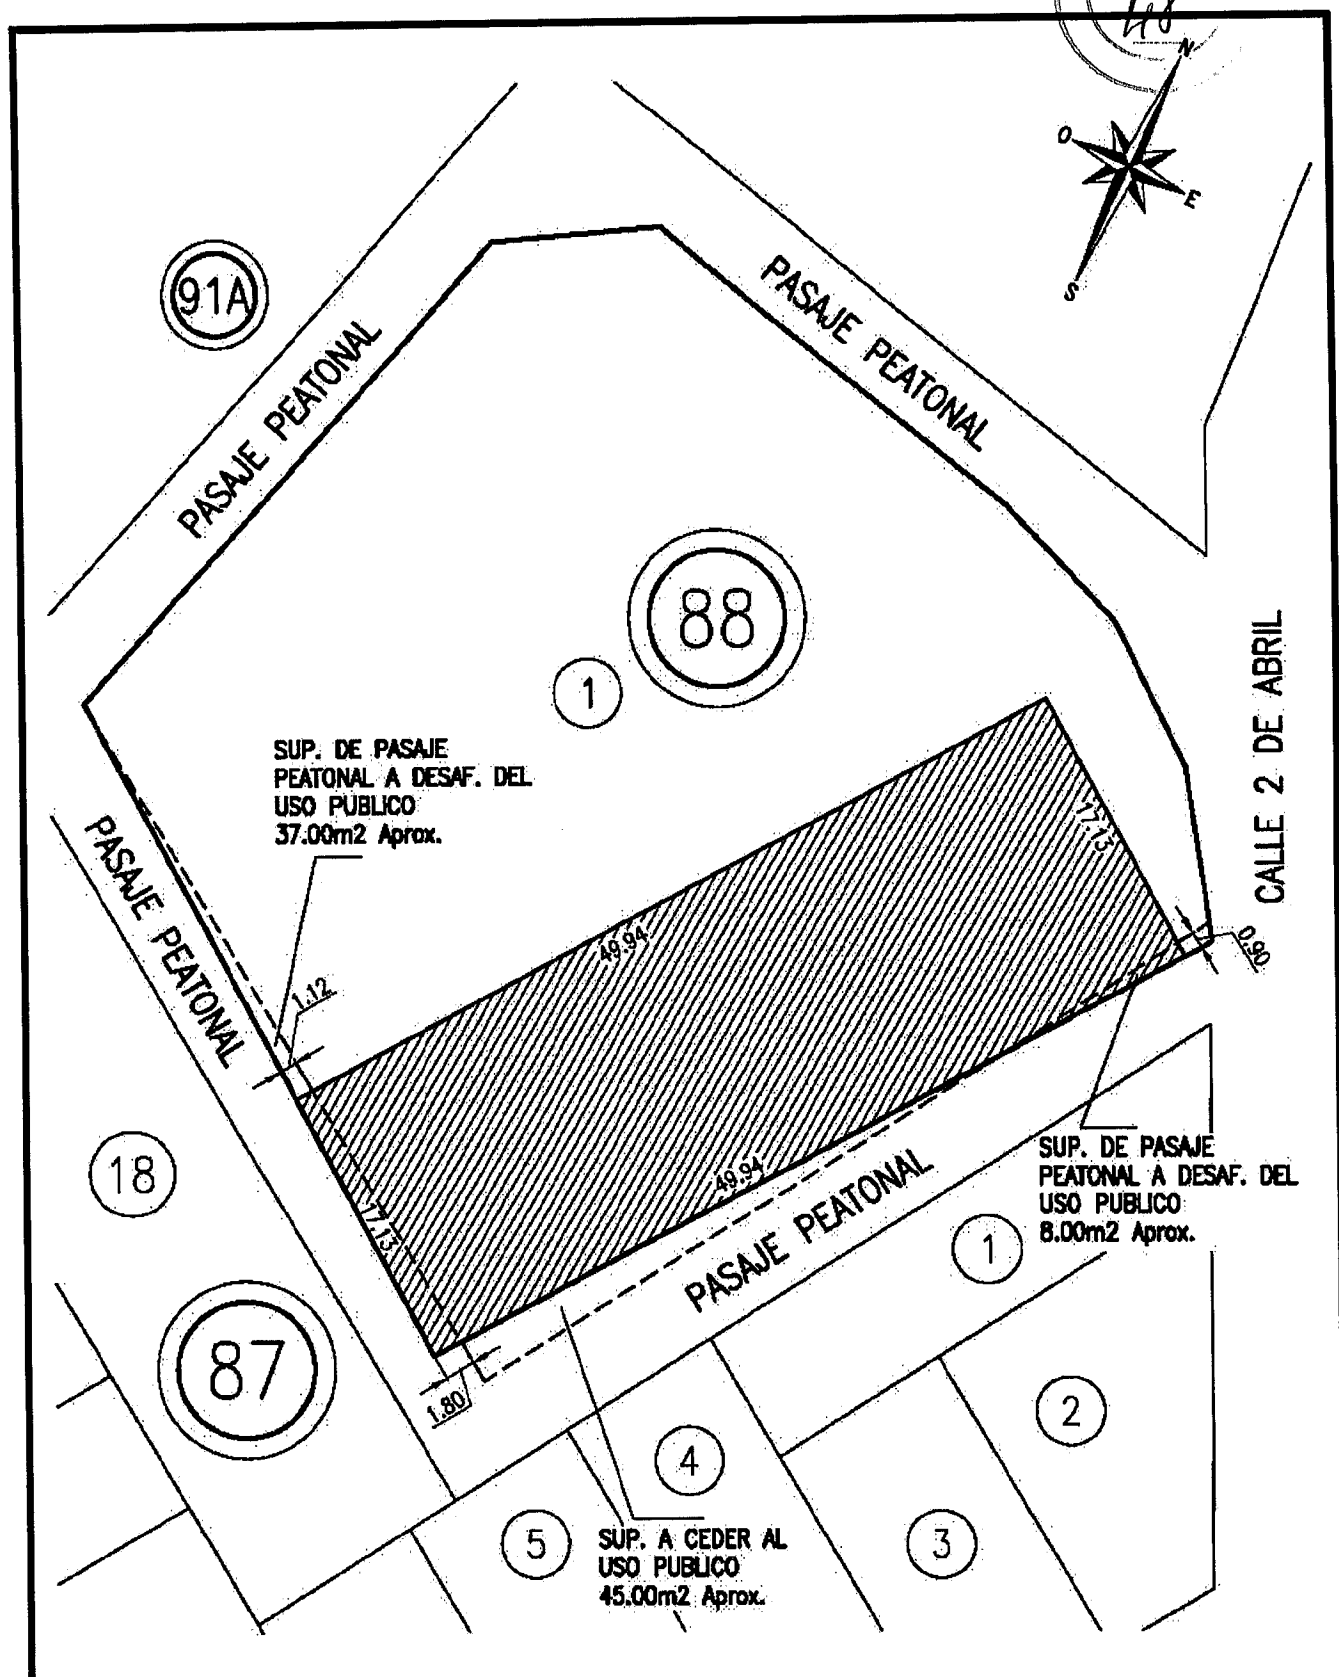 48
N
O
E
S
91A
PASAJE PEATONAL
PASAJE PEATONAL
88
1
CALLE 2 DE ABRIL
SUP. DE PASAJE
PEATONAL A DESAF. DEL
USO PUBLICO
37.00m2 Aprox.
17.13
PASAJE PEATONAL
49.94
0.90
1.12
18
49.94
SUP. DE PASAJE
PEATONAL A DESAF. DEL
USO PUBLICO
8.00m2 Aprox.
PASAJE PEATONAL
17.13
1
87
1.80
2
4
5
3
SUP. A CEDER AL
USO PUBLICO
45.00m2 Aprox.